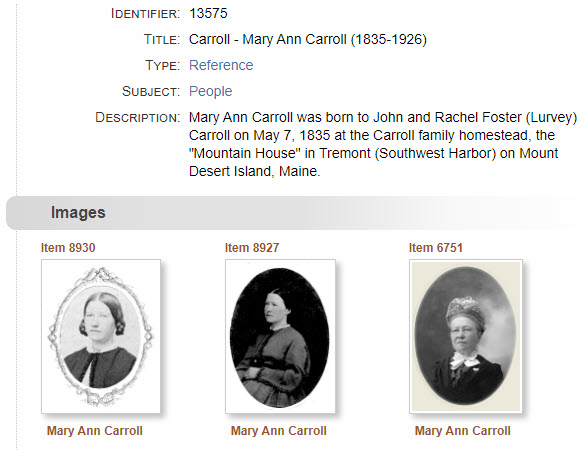 Identifier: 13575
Title: Carroll - Mary Ann Carroll (1835-1926)
Type: Reference
Subject: People
Description: Mary Ann Carroll was born to John and Rachel Foster (Lurvey)
Carroll on May 7, 1835 at the Carroll family homestead, the
"Mountain House" in Tremont (Southwest Harbor) on Mount
Desert Island, Maine.
Images
Item 8930 Item 8927 Item 6751
Mary Ann Carroll Mary Ann Carroll Mary Ann Carroll